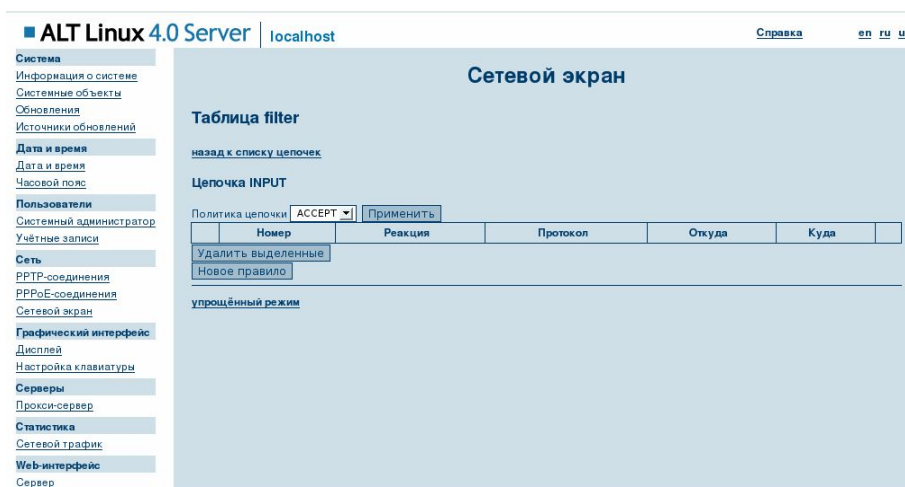 ALT Linux 4.0 Server localhost
Справка en ru u
Система
Информация о системе
Системные объекты
Обновления
Источники обновлений
Дата и время
Дата и время
Часовой пояс
Пользователи
Системный администратор
Учётные записи
Сеть
PPTP-соединения
PPPoE-соединения
Сетевой экран
Графический интерфейс
Дисплей
Настройка клавиатуры
Серверы
Прокси-сервер
Статистика
Сетевой трафик
Web-интерфейс
Сервер
Сетевой экран
Таблица filter
назад к списку цепочек
Цепочка INPUT
Политика цепочки ACCEPT Применить
Номер Реакция Протокол Откуда Куда
Удалить выделенные
Новое правило
упрощённый режим